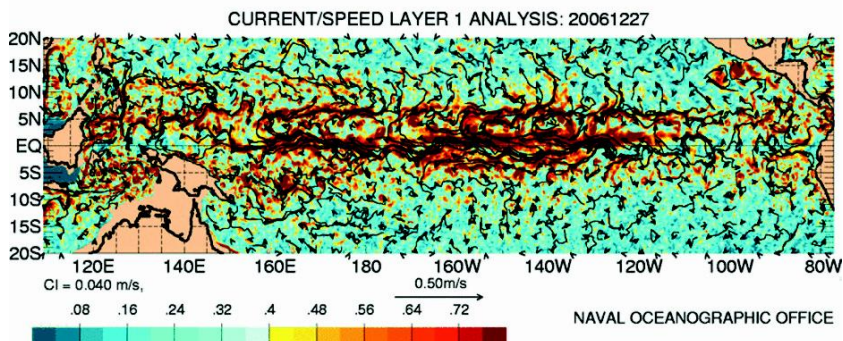 CURRENT/SPEED LAYER 1 ANALYSIS: 20061227
20N
15N
10N
5N
EQ
5S
10S
15S
20S
120E 140E 160E 180 160W 140W 120W 100W 80W
CI = 0.040 m/s, 0.50m/s
.08 .16 .24 .32 .4 .48 .56 .64 .72
NAVAL OCEANOGRAPHIC OFFICE